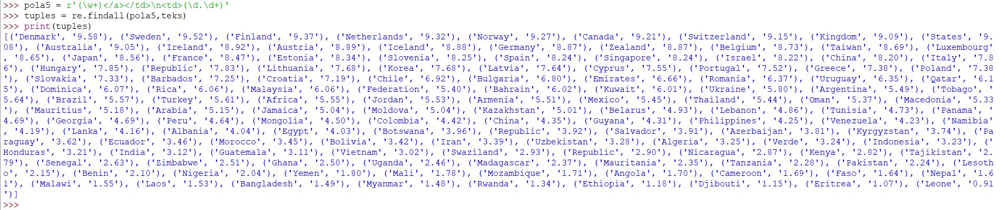 >>> pola5 = r'(\w+)</a></td>\n<td>(\d.\d+)'
>>> tuples = re.findall(pola5,teks)
>>> print(tuples)
[('Denmark', '9.58'), ('Sweden', '9.52'), ('Finland', '9.37'), ('Netherlands', '9.32'), ('Norway', '9.27'), ('Canada', '9.21'), ('Switzerland', '9.15'), ('Kingdom', '9.09'), ('States', '9.
08'), ('Australia', '9.05'), ('Ireland', '8.92'), ('Austria', '8.89'), ('Iceland', '8.88'), ('Germany', '8.87'), ('Zealand', '8.87'), ('Belgium', '8.73'), ('Taiwan', '8.69'), ('Luxembourg'
, '8.65'), ('Japan', '8.56'), ('France', '8.47'), ('Estonia', '8.34'), ('Slovenia', '8.25'), ('Spain', '8.24'), ('Singapore', '8.24'), ('Israel', '8.22'), ('China', '8.20'), ('Italy', '7.8
6'), ('Hungary', '7.85'), ('Republic', '7.83'), ('Lithuania', '7.68'), ('Korea', '7.68'), ('Latvia', '7.64'), ('Cyprus', '7.55'), ('Portugal', '7.52'), ('Greece', '7.38'), ('Poland', '7.38
'), ('Slovakia', '7.33'), ('Barbados', '7.25'), ('Croatia', '7.19'), ('Chile', '6.92'), ('Bulgaria', '6.80'), ('Emirates', '6.66'), ('Romania', '6.37'), ('Uruguay', '6.35'), ('Qatar', '6.1
5'), ('Dominica', '6.07'), ('Rica', '6.06'), ('Malaysia', '6.06'), ('Federation', '5.40'), ('Bahrain', '6.02'), ('Kuwait', '6.01'), ('Ukraine', '5.80'), ('Argentina', '5.49'), ('Tobago', '
5.64'), ('Brazil', '5.57'), ('Turkey', '5.61'), ('Africa', '5.55'), ('Jordan', '5.53'), ('Armenia', '5.51'), ('Mexico', '5.45'), ('Thailand', '5.44'), ('Oman', '5.37'), ('Macedonia', '5.33
'), ('Mauritius', '5.18'), ('Arabia', '5.15'), ('Jamaica', '5.04'), ('Moldova', '5.04'), ('Kazakhstan', '5.01'), ('Belarus', '4.93'), ('Lebanon', '4.86'), ('Tunisia', '4.73'), ('Panama', '
4.69'), ('Georgia', '4.69'), ('Peru', '4.64'), ('Mongolia', '4.50'), ('Colombia', '4.42'), ('China', '4.35'), ('Guyana', '4.31'), ('Philippines', '4.25'), ('Venezuela', '4.23'), ('Namibia'
, '4.19'), ('Lanka', '4.16'), ('Albania', '4.04'), ('Egypt', '4.03'), ('Botswana', '3.96'), ('Republic', '3.92'), ('Salvador', '3.91'), ('Azerbaijan', '3.81'), ('Kyrgyzstan', '3.74'), ('Pa
raguay', '3.62'), ('Ecuador', '3.46'), ('Morocco', '3.45'), ('Bolivia', '3.42'), ('Iran', '3.39'), ('Uzbekistan', '3.28'), ('Algeria', '3.25'), ('Verde', '3.24'), ('Indonesia', '3.23'), ('
Honduras', '3.21'), ('India', '3.12'), ('Guatemala', '3.11'), ('Vietnam', '3.02'), ('Swaziland', '2.93'), ('Republic', '2.90'), ('Nicaragua', '2.87'), ('Kenya', '2.82'), ('Tajikistan', '2.
79'), ('Senegal', '2.63'), ('Zimbabwe', '2.51'), ('Ghana', '2.50'), ('Uganda', '2.46'), ('Madagascar', '2.37'), ('Mauritania', '2.35'), ('Tanzania', '2.28'), ('Pakistan', '2.24'), ('Lesoth
o', '2.15'), ('Benin', '2.10'), ('Nigeria', '2.04'), ('Yemen', '1.80'), ('Mali', '1.78'), ('Mozambique', '1.71'), ('Angola', '1.70'), ('Cameroon', '1.69'), ('Faso', '1.64'), ('Nepal', '1.6
1'), ('Malawi', '1.55'), ('Laos', '1.53'), ('Bangladesh', '1.49'), ('Myanmar', '1.48'), ('Rwanda', '1.34'), ('Ethiopia', '1.18'), ('Djibouti', '1.15'), ('Eritrea', '1.07'), ('Leone', '0.91
')]
>>>